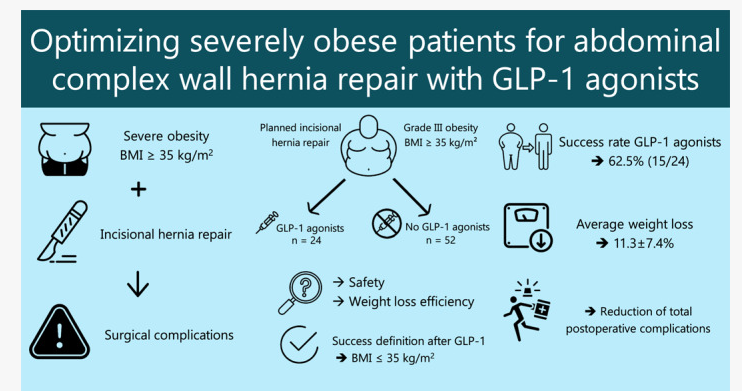 Optimizing severely obese patients for abdominal
complex wall hernia repair with GLP-1 agonists
Severe obesity
BMI ≥ 35 kg/m²
+
Incisional hernia repair
Surgical complications
Planned incisional
hernia repair
Grade III obesity
BMI ≥ 35 kg/m²
GLP-1 agonists
n = 24
No GLP-1 agonists
n = 52
?
→ Safety
→ Weight loss efficiency
Success definition after GLP-1
→ BMI ≤ 35 kg/m²
Success rate GLP-1 agonists
→ 62.5% (15/24)
Average weight loss
→ 11.3±7.4%
→ Reduction of total
postoperative complications